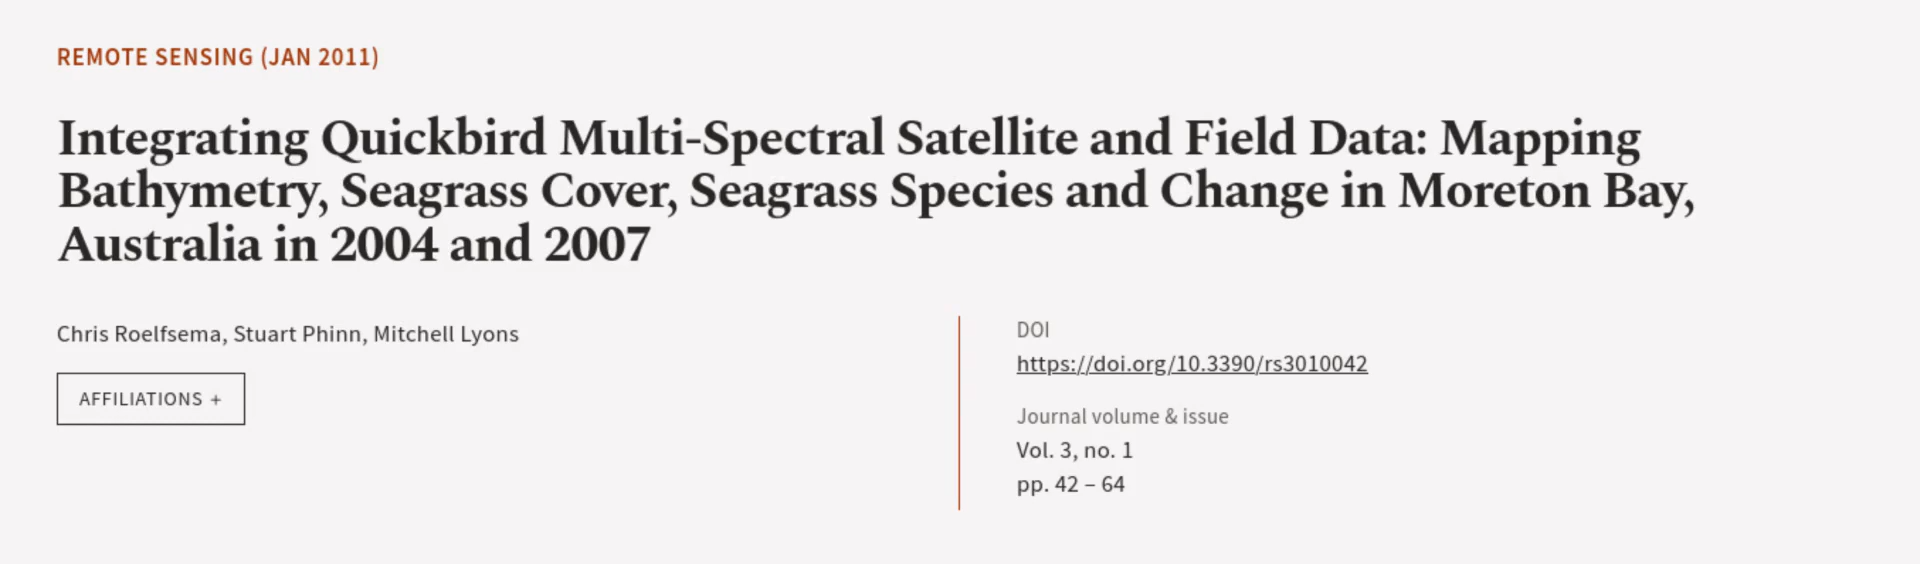 REMOTE SENSING (JAN 2011)
Integrating Quickbird Multi-Spectral Satellite and Field Data: Mapping
Bathymetry, Seagrass Cover, Seagrass Species and Change in Moreton Bay,
Australia in 2004 and 2007
Chris Roelfsema, Stuart Phinn, Mitchell Lyons
AFFILIATIONS +
DOI
https://doi.org/10.3390/rs3010042
Journal volume & issue
Vol. 3, no. 1
pp. 42 – 64